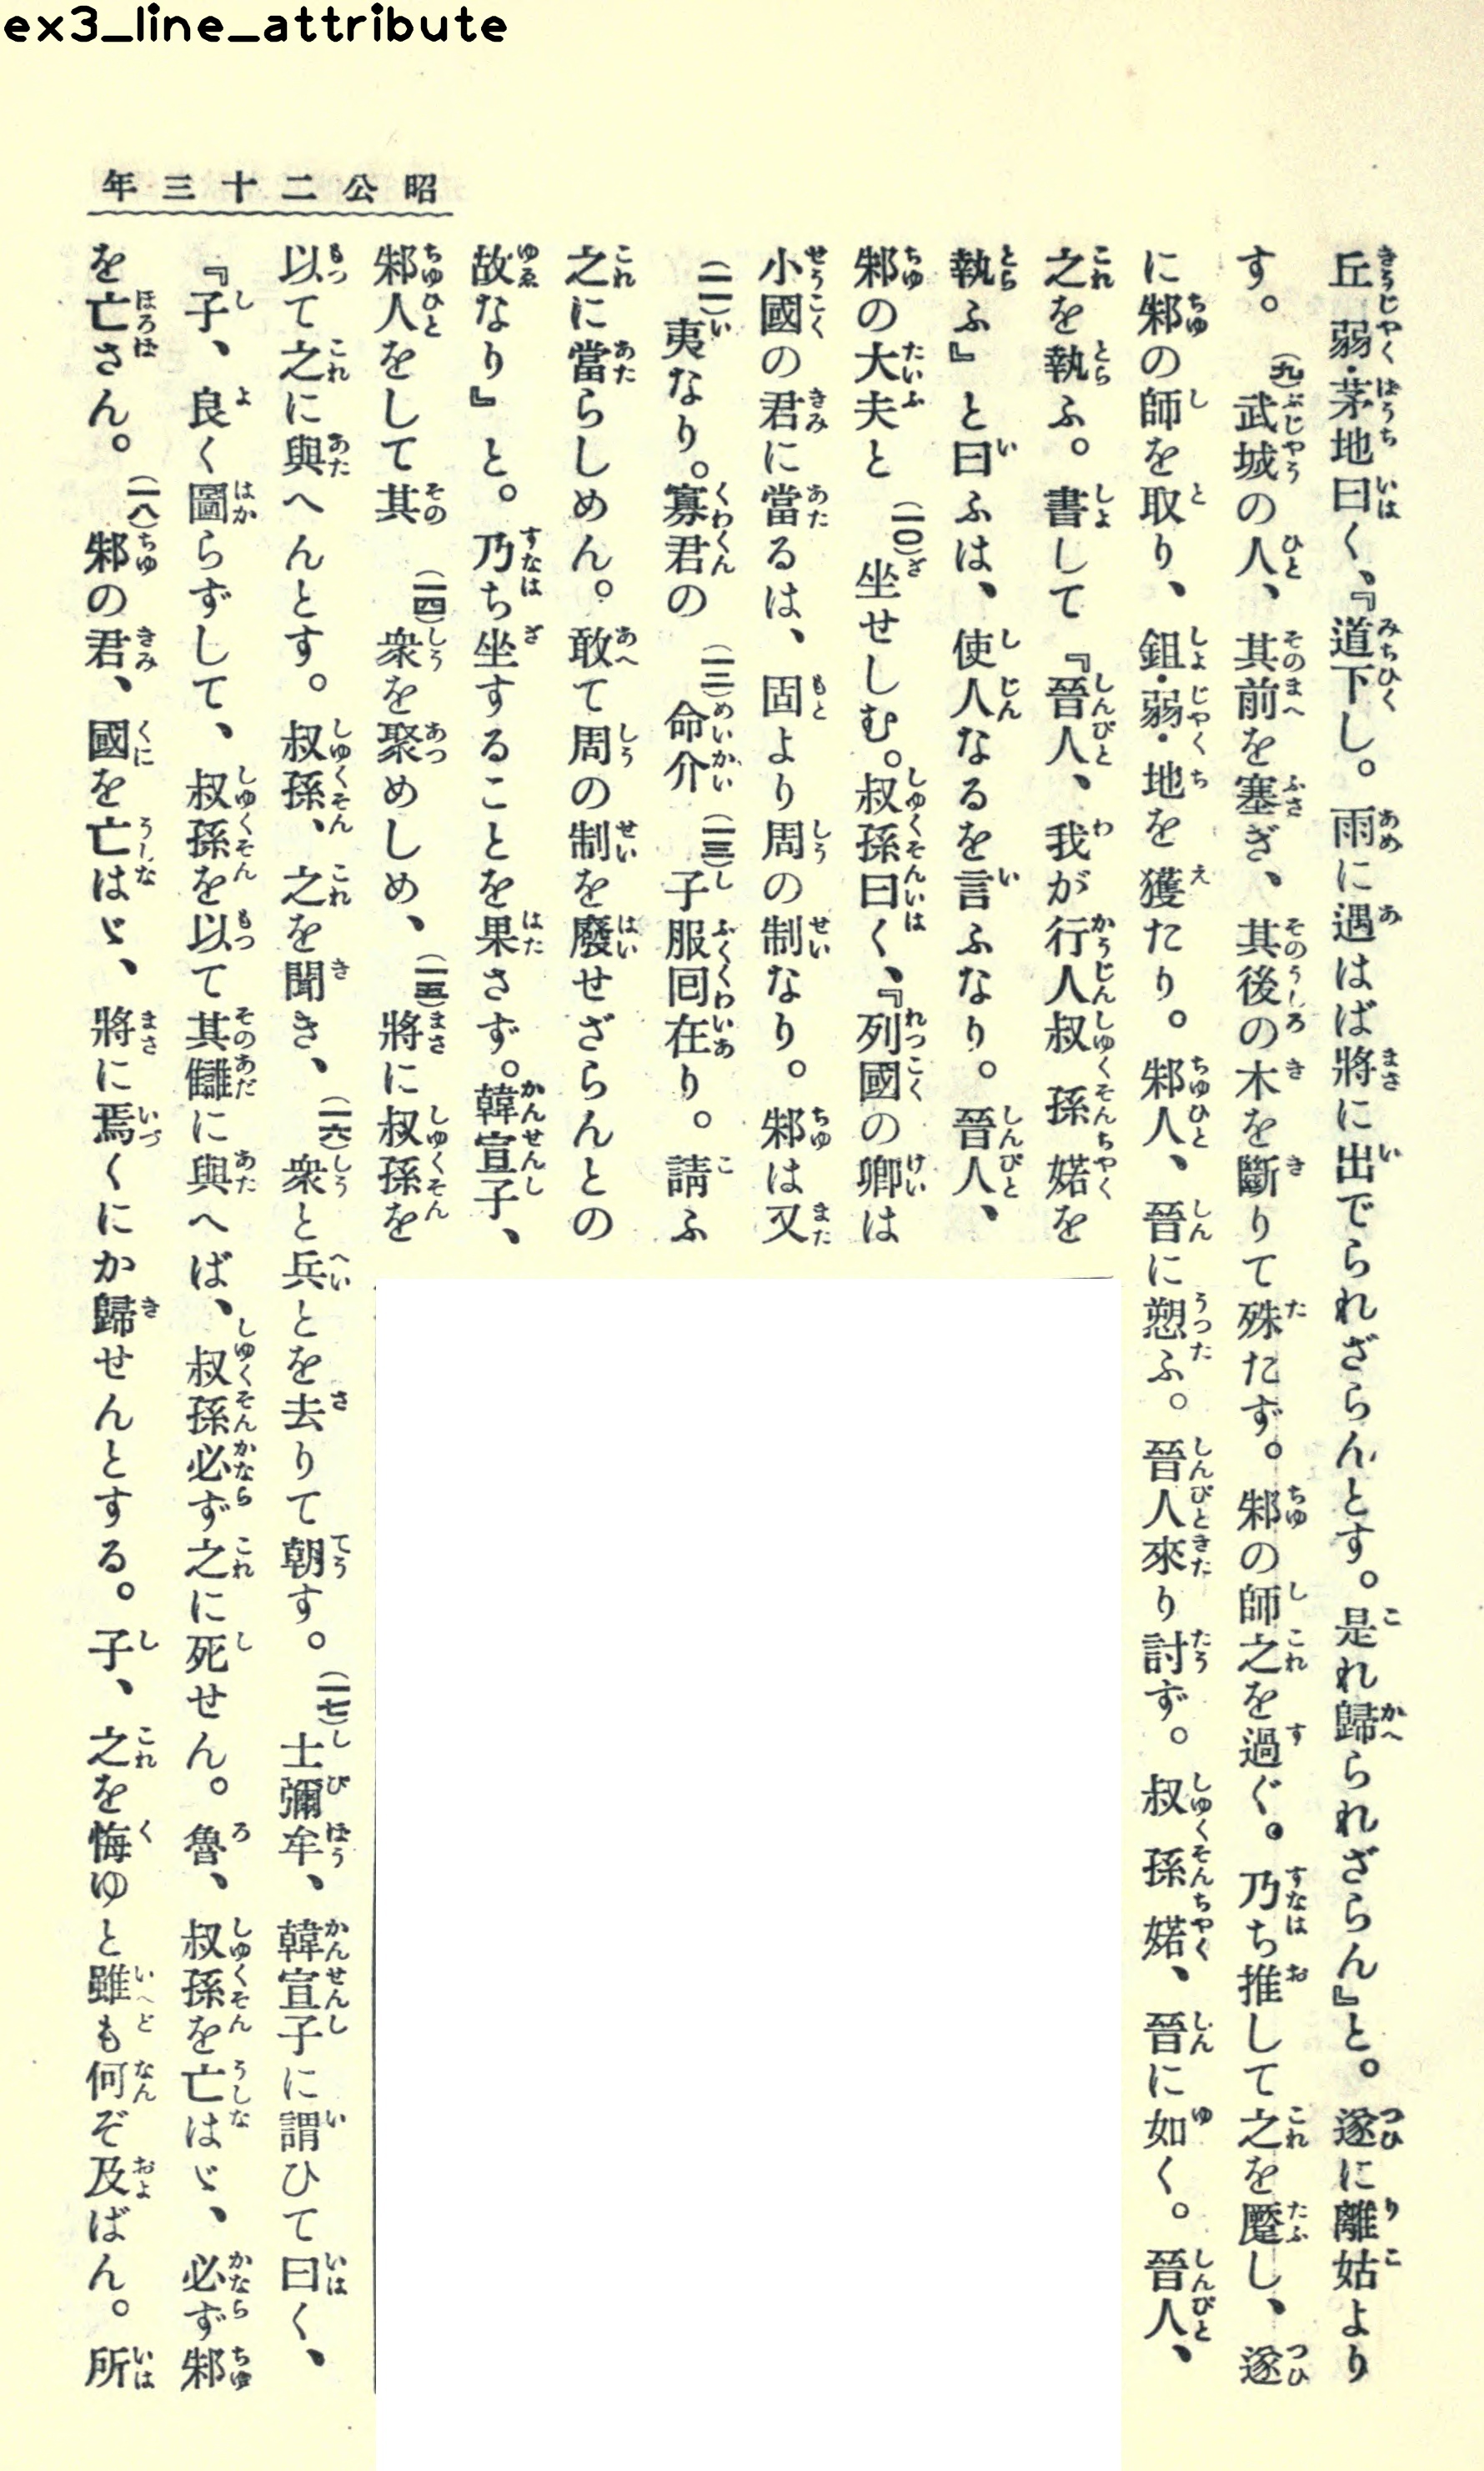 ex3_line_attribute
昭公二十三年
丘弱・茅地曰く、『道下し。雨に遇はば將に出でられざらんとす。是れ歸られざらん』と。遂に離姑より
す。(九)武城の人、其前を塞ぎ、其後の木を斷りて殊たず。邾の師之を過ぐ。乃ち推して之を蹷し、遂
に邾の師を取り、鉏・弱・地を獲たり。邾人、晉に愬ふ。晉人來り討ず。叔孫婼、晉に如く。晉人、
之を執ふ。書して『晉人、我が行人叔孫婼を
執ふ』と曰ふは、使人なるを言ふなり。晉人、
邾の大夫と(一〇)坐せしむ。叔孫曰く、『列國の卿は
小國の君に當るは、固より周の制なり。邾は又
(一一)夷なり。寡君の(一二)命介(一三)子服回在り。請ふ
之に當らしめん。敢て周の制を廢せざらんとの
故なり』と。乃ち坐することを果さず。韓宣子、
邾人をして其(一四)衆を聚めしめ、(一五)將に叔孫を
以て之に與へんとす。叔孫、之を聞き、(一六)衆と兵とを去りて朝す。(一七)士彌牟、韓宣子に謂ひて曰く、
『子、良く圖らずして、叔孫を以て其讎に與へば、叔孫必ず之に死せん。魯、叔孫を亡はゞ、必ず邾
を亡さん。(一八)邾の君、國を亡はゞ、將に焉くにか歸せんとする。子、之を悔ゆと雖も何ぞ及ばん。所